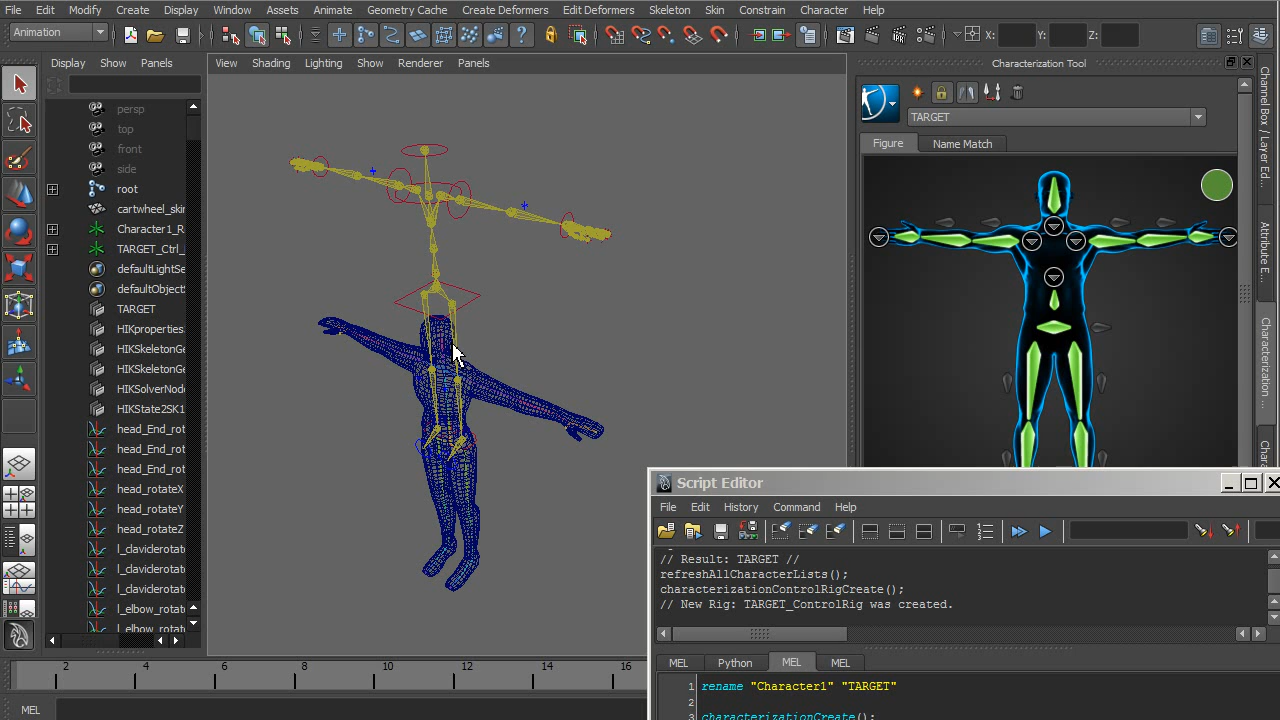 File Edit Modify Create Display Window Assets Animate Geometry Cache Create Deformers Edit Deformers Skeleton Skin Constrain Character Help
Animation X: Y: Z:
Display Show Panels
View Shading Lighting Show Renderer Panels
Characterization Tool
TARGET
Figure Name Match
persp
top
front
side
root
cartwheel_skir
Character1_R
TARGET_Ctrl_
defaultLightSe
defaultObject
TARGET
HIKproperties
HIKSkeletonGe
HIKSkeletonGe
HIKSolverNod
HIKState2SK1
head_End_rot
head_End_rot
head_End_rot
head_rotateX
head_rotateY
head_rotateZ
l_claviclerotate
l_claviclerotate
l_claviclerotate
l_elbow_rotat
l_elbow_rotat
Channel Box / Layer Ed...
Attribute E...
Characterization ...
Script Editor
File Edit History Command Help
// Result: TARGET //
refreshAllCharacterLists();
characterizationControlRigCreate();
// New Rig: TARGET_ControlRig was created.
MEL Python MEL MEL
1 rename "Character1" "TARGET"
2
3 characterizationCreate();
2 4 6 8 10 12 14 16
MEL